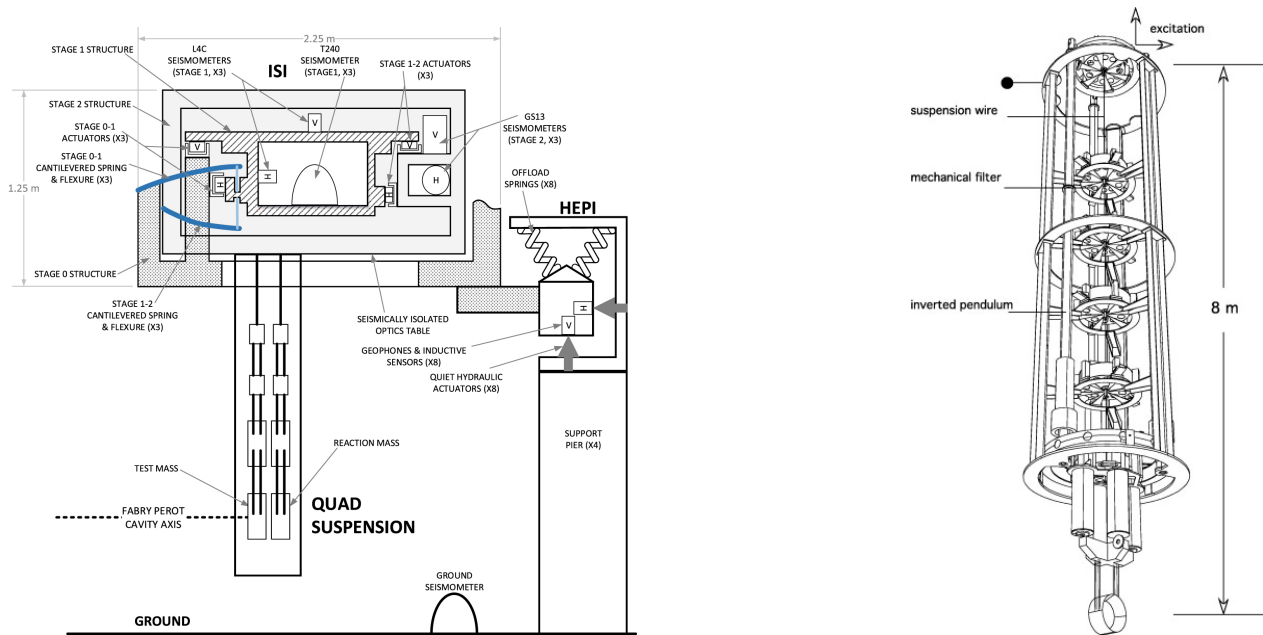 2.25 m
STAGE 1 STRUCTURE
L4C
SEISMOMETERS
(STAGE 1, X3)
ISI
T240
SEISMOMETER
(STAGE1, X3)
STAGE 1-2 ACTUATORS
(X3)
STAGE 2 STRUCTURE
STAGE 0-1
ACTUATORS (X3)
STAGE 0-1
CANTILEVERED SPRING
& FLEXURE (X3)
1.25 m
V
V
V
V
H
H
H
H
GS13
SEISMOMETERS
(STAGE 2, X3)
OFFLOAD
SPRINGS (X8)
HEPI
STAGE 0 STRUCTURE
STAGE 1-2
CANTILEVERED SPRING
& FLEXURE (X3)
SEISMICALLY ISOLATED
OPTICS TABLE
H
V
GEOPHONES & INDUCTIVE
SENSORS (X8)
QUIET HYDRAULIC
ACTUATORS (X8)
SUPPORT
PIER (X4)
REACTION MASS
TEST MASS
QUAD
SUSPENSION
FABRY PEROT
CAVITY AXIS
GROUND
SEISMOMETER
GROUND
excitation
suspension wire
mechanical filter
inverted pendulum
8 m